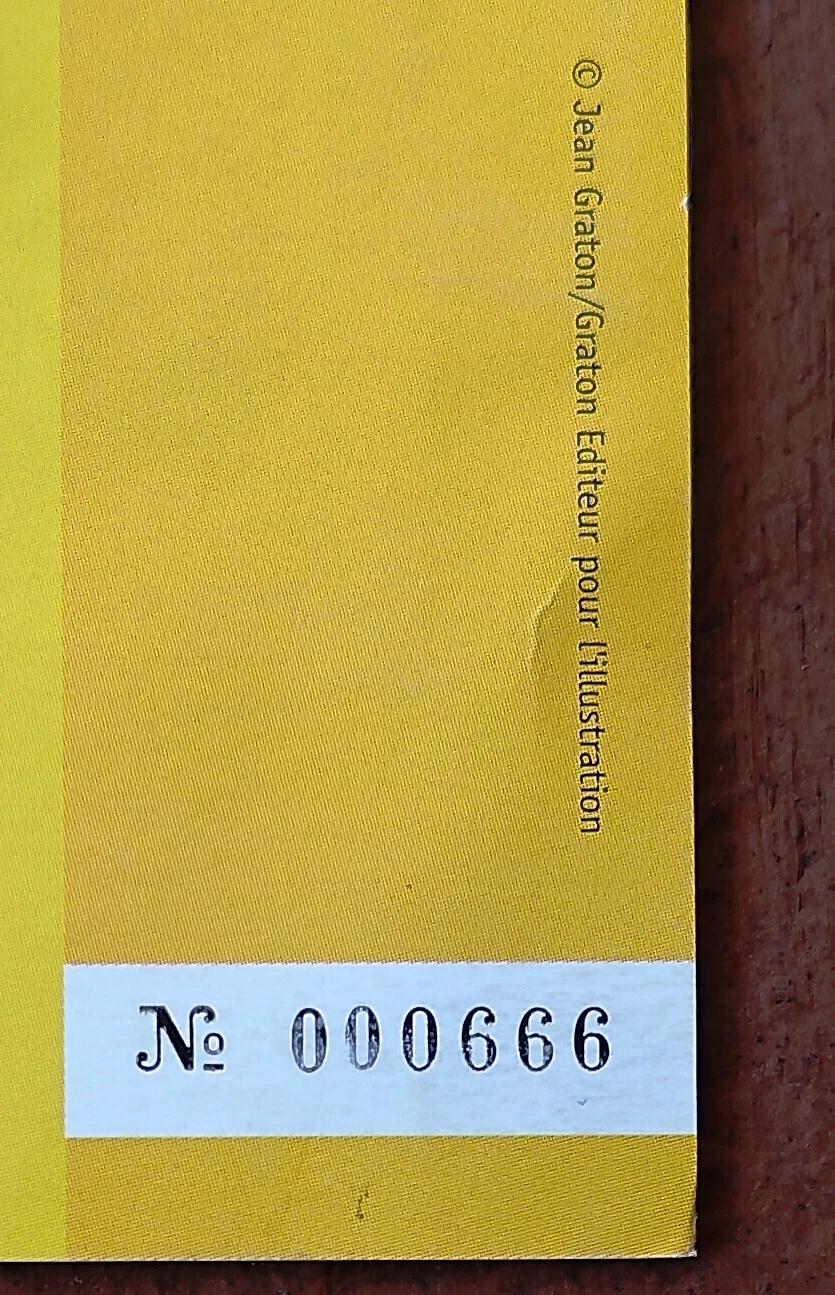 © Jean Graton/Graton Editeur pour l'illustration
№ 000666